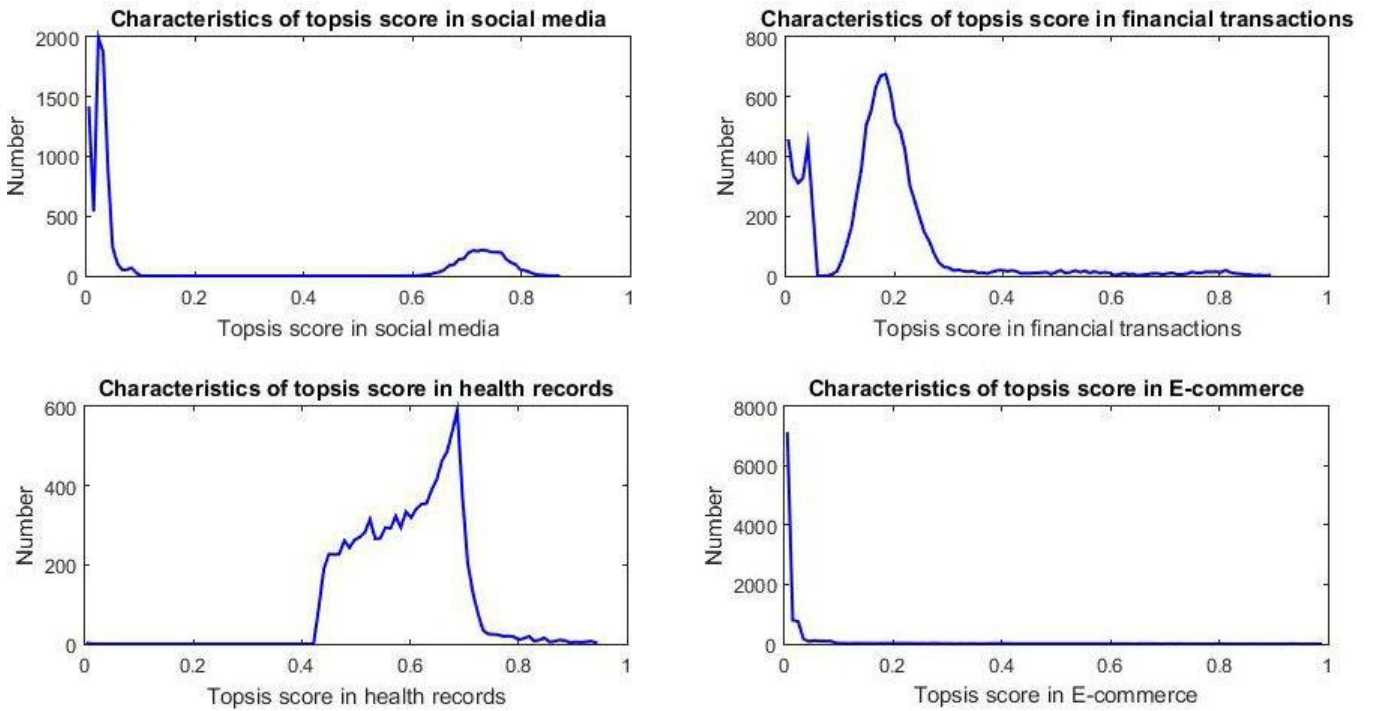 Characteristics of topsis score in social media
2000
1500
1000
500
0
Number
0 0.2 0.4 0.6 0.8 1
Topsis score in social media
Characteristics of topsis score in financial transactions
800
600
400
200
0
Number
0 0.2 0.4 0.6 0.8 1
Topsis score in financial transactions
Characteristics of topsis score in health records
600
400
200
0
Number
0 0.2 0.4 0.6 0.8 1
Topsis score in health records
Characteristics of topsis score in E-commerce
8000
6000
4000
2000
0
Number
0 0.2 0.4 0.6 0.8 1
Topsis score in E-commerce